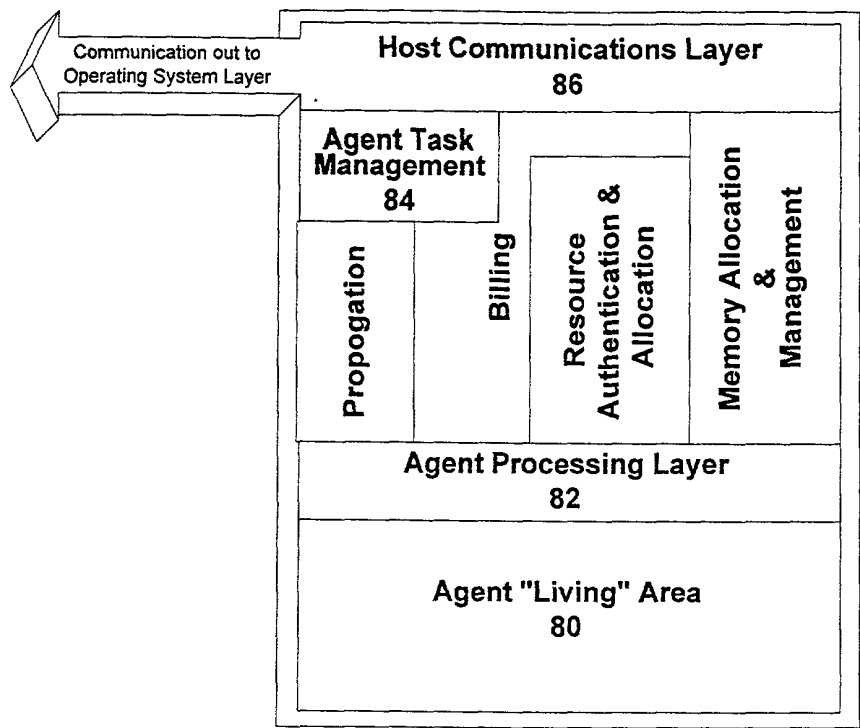 Communication out to
Operating System Layer
Host Communications Layer
86
Agent Task
Management
84
Propogation
Billing
Resource
Authentication &
Allocation
Memory Allocation
&
Management
Agent Processing Layer
82
Agent "Living" Area
80